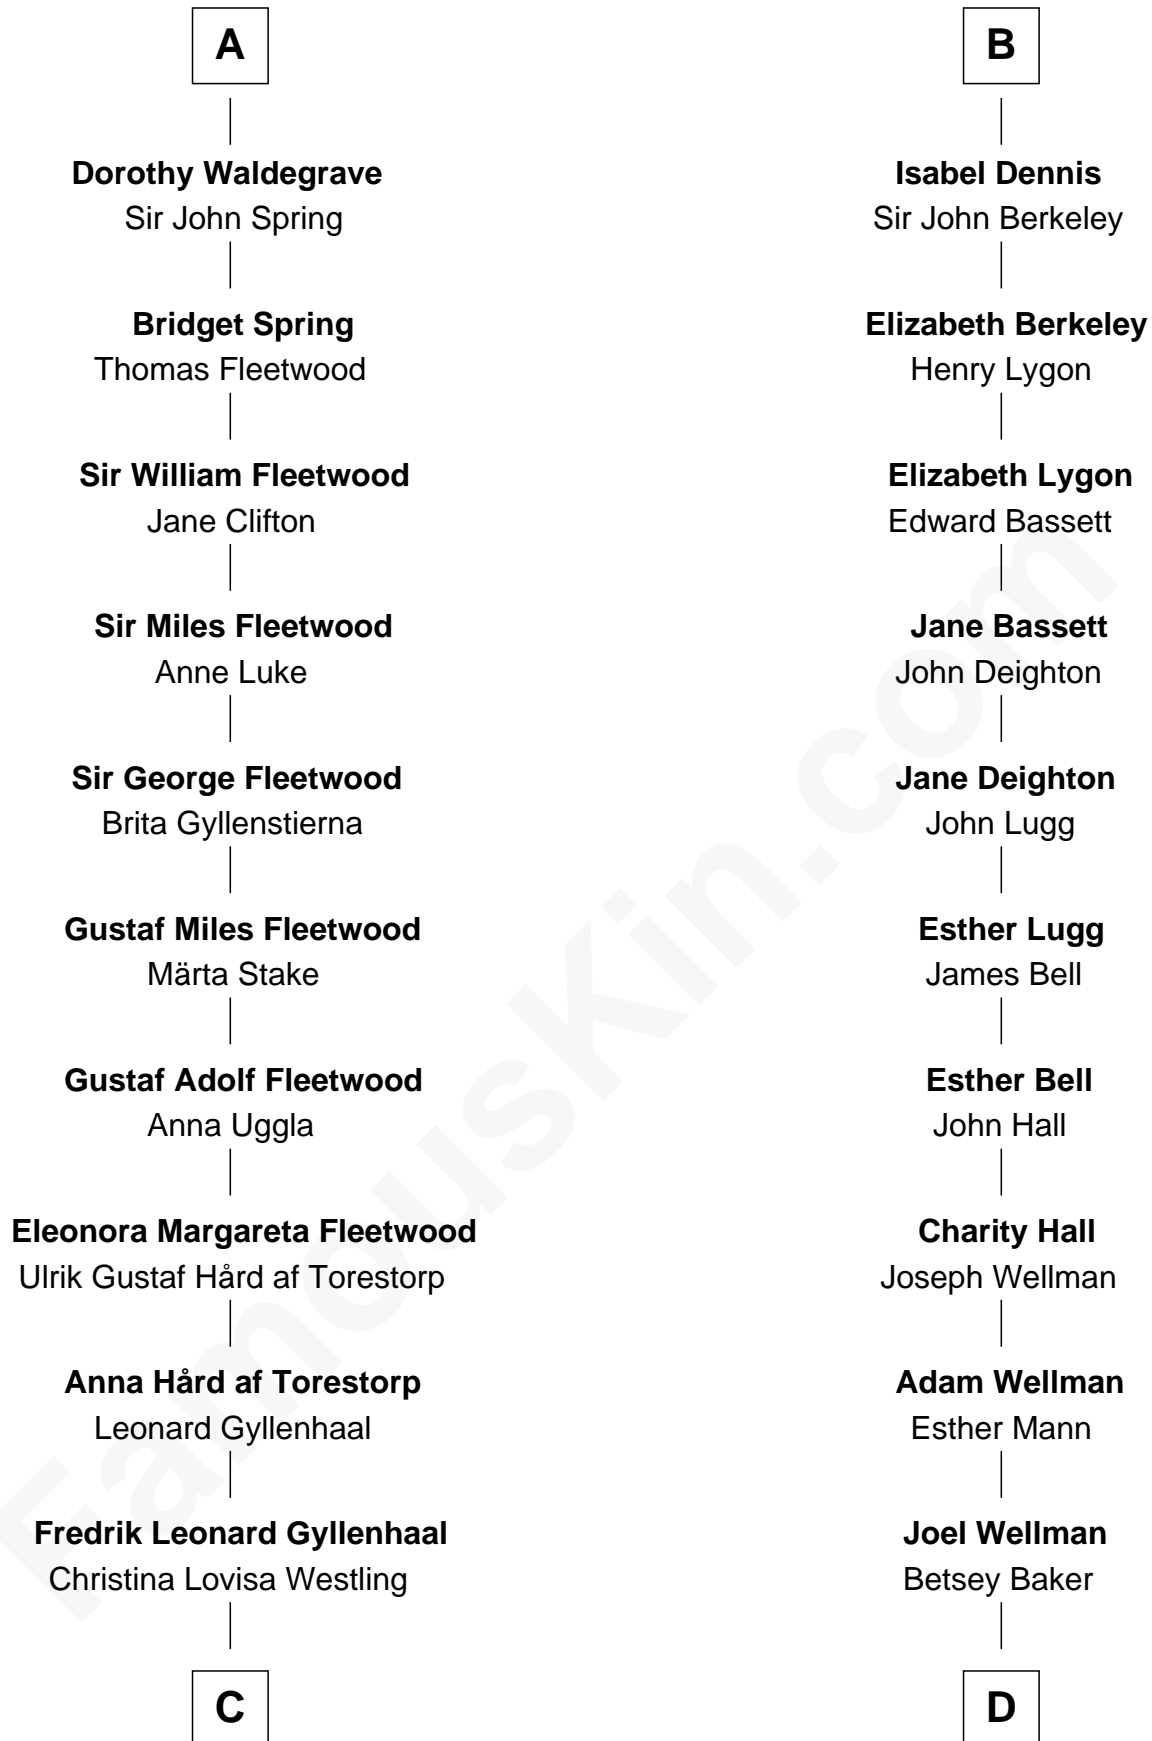 A
Dorothy Waldegrave
Sir John Spring
Bridget Spring
Thomas Fleetwood
Sir William Fleetwood
Jane Clifton
Sir Miles Fleetwood
Anne Luke
Sir George Fleetwood
Brita Gyllenstierna
Gustaf Miles Fleetwood
Märta Stake
Gustaf Adolf Fleetwood
Anna Uggla
Eleonora Margareta Fleetwood
Ulrik Gustaf Hård af Torestorp
Anna Hård af Torestorp
Leonard Gyllenhaal
Fredrik Leonard Gyllenhaal
Christina Lovisa Westling
C
B
Isabel Dennis
Sir John Berkeley
Elizabeth Berkeley
Henry Lygon
Elizabeth Lygon
Edward Bassett
Jane Bassett
John Deighton
Jane Deighton
John Lugg
Esther Lugg
James Bell
Esther Bell
John Hall
Charity Hall
Joseph Wellman
Adam Wellman
Esther Mann
Joel Wellman
Betsey Baker
D
FamousKin.com